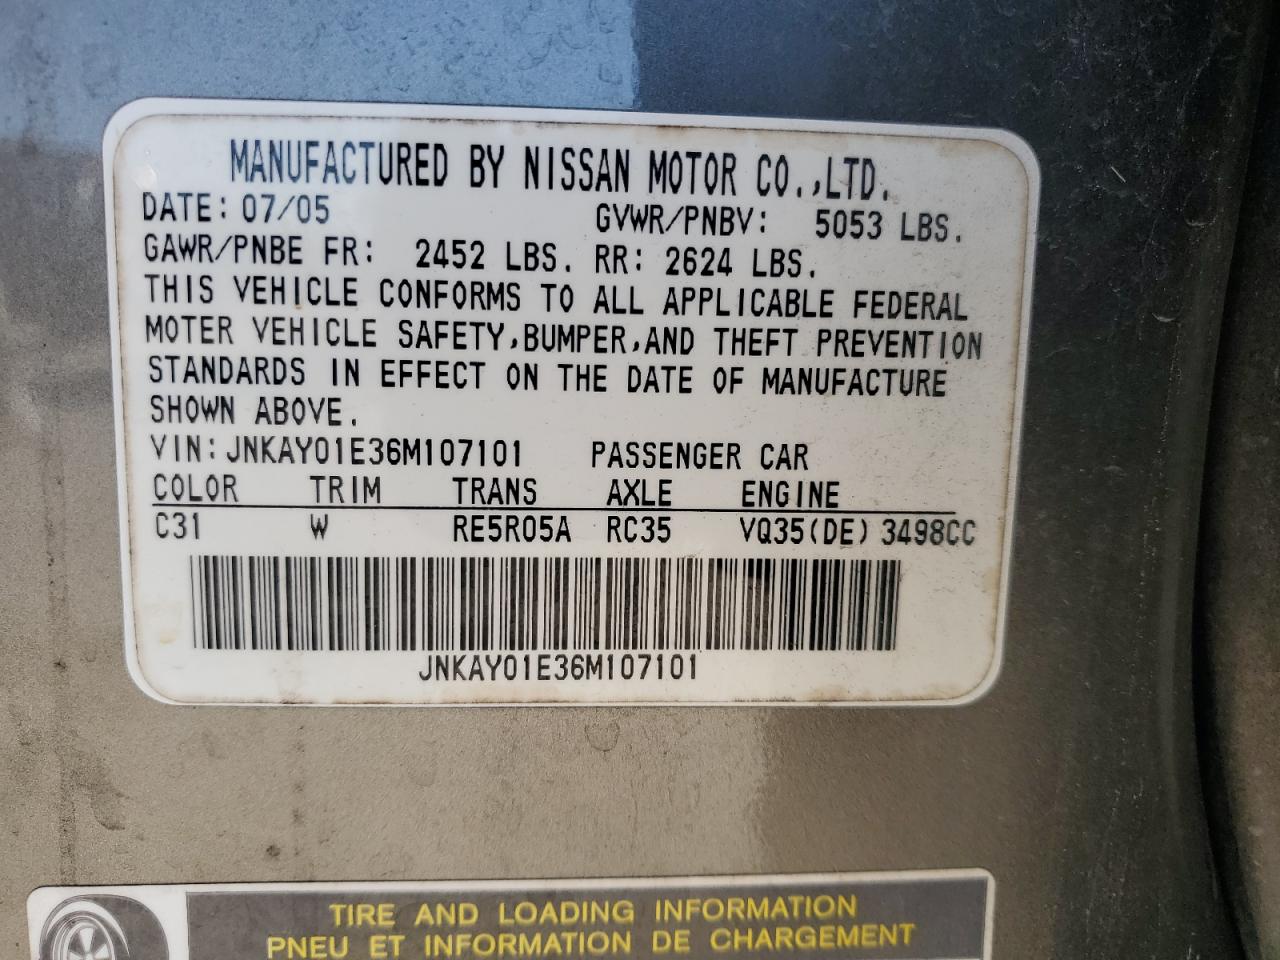 MANUFACTURED BY NISSAN MOTOR CO.,LTD.
DATE: 07/05 GVWR/PNBV: 5053 LBS.
GAWR/PNBE FR: 2452 LBS. RR: 2624 LBS.
THIS VEHICLE CONFORMS TO ALL APPLICABLE FEDERAL
MOTER VEHICLE SAFETY,BUMPER,AND THEFT PREVENTION
STANDARDS IN EFFECT ON THE DATE OF MANUFACTURE
SHOWN ABOVE.
VIN:JNKAY01E36M107101 PASSENGER CAR
COLOR TRIM TRANS AXLE ENGINE
C31 W RE5R05A RC35 VQ35(DE) 3498CC
JNKAY01E36M107101
TIRE AND LOADING INFORMATION
PNEU ET INFORMATION DE CHARGEMENT